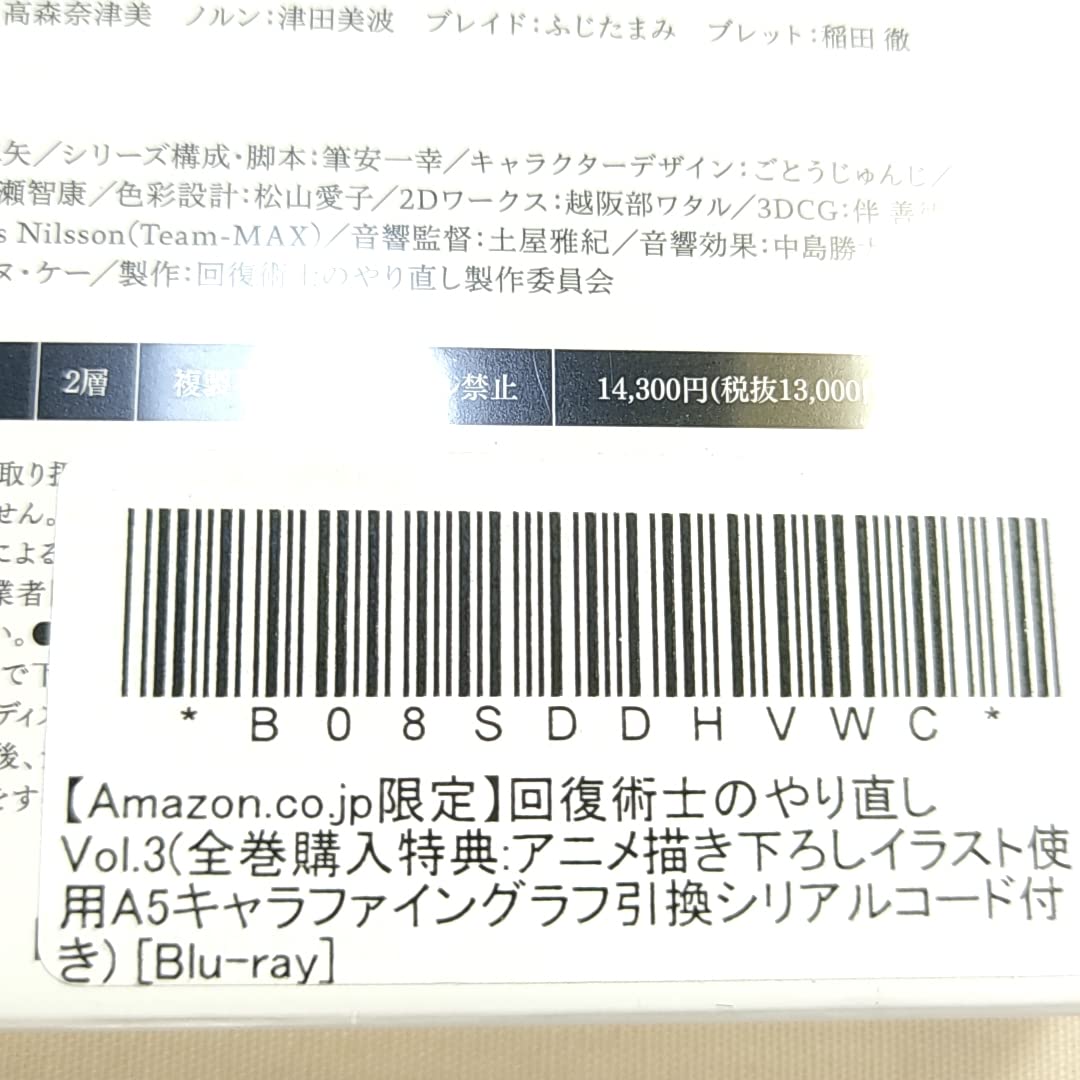 高森奈津美 ノルン:津田美波 ブレイド:ふじたまみ ブレット:稲田 徹
矢／シリーズ構成・脚本:筆安一幸／キャラクターデザイン:ごとうじゅんじ／
瀬智康／色彩設計:松山愛子／2Dワークス:越阪部ワタル／3DCG:伴 善
s Nilsson(Team-MAX)／音響監督:土屋雅紀／音響効果:中島勝
ヌ・ケー／製作:回復術士のやり直し製作委員会
2層 複製 禁止 14,300円(税抜13,000
取り
せん。
による
業者
い。●
で下
ディス
後、
をす
*B08SDDHVWC*
【Amazon.co.jp限定】回復術士のやり直し
Vol.3(全巻購入特典:アニメ描き下ろしイラスト使
用A5キャラファイングラフ引換シリアルコード付
き) [Blu-ray]